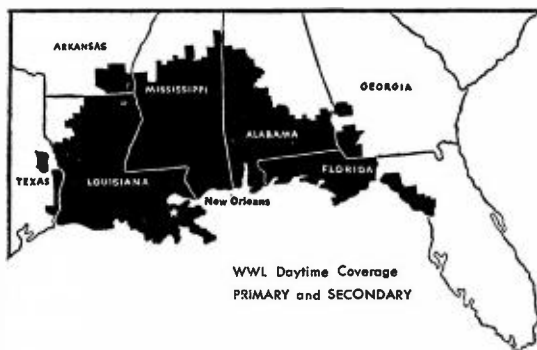 ARKANSAS
MISSISSIPPI
GEORGIA
ALABAMA
TEXAS
LOUISIANA
FLORIDA
New Orleans
WWL Daytime Coverage
PRIMARY and SECONDARY